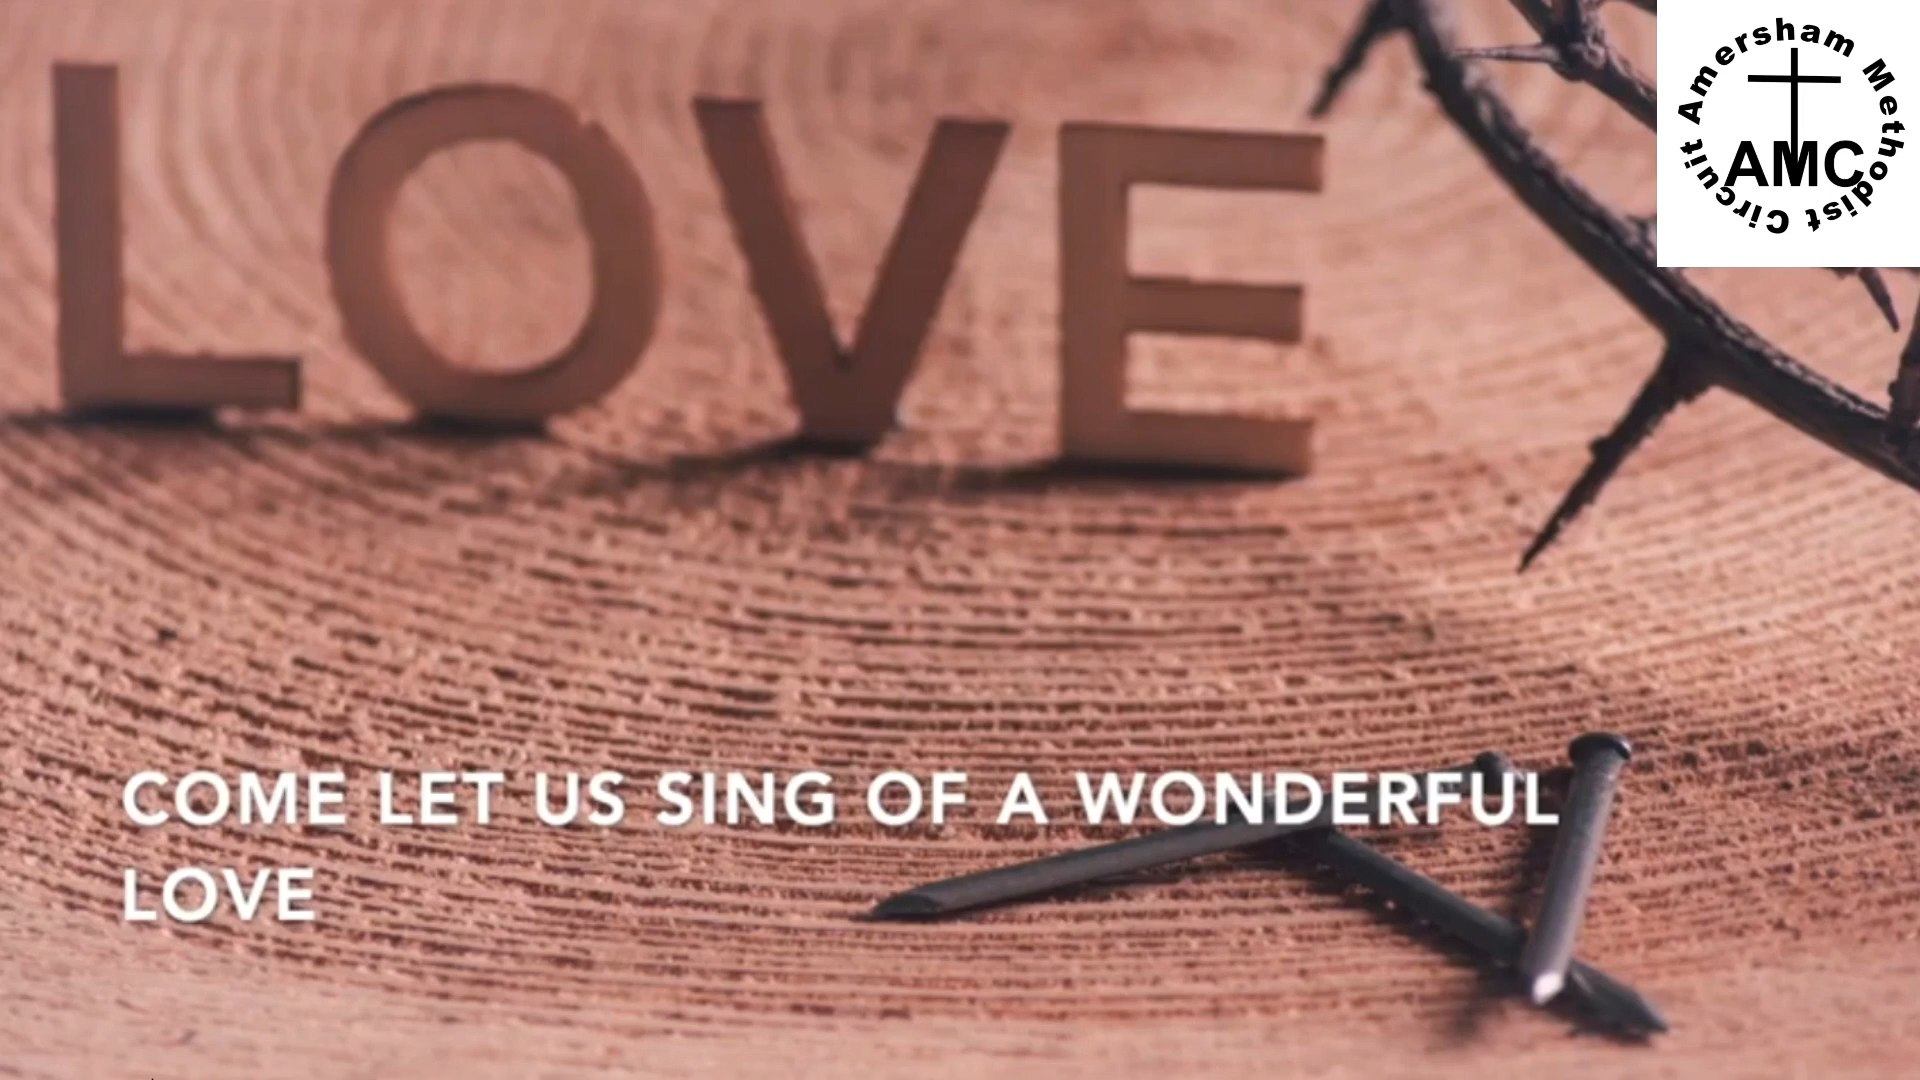 LOVE
Amersham Methodist Circuit
AMC
COME LET US SING OF A WONDERFUL
LOVE